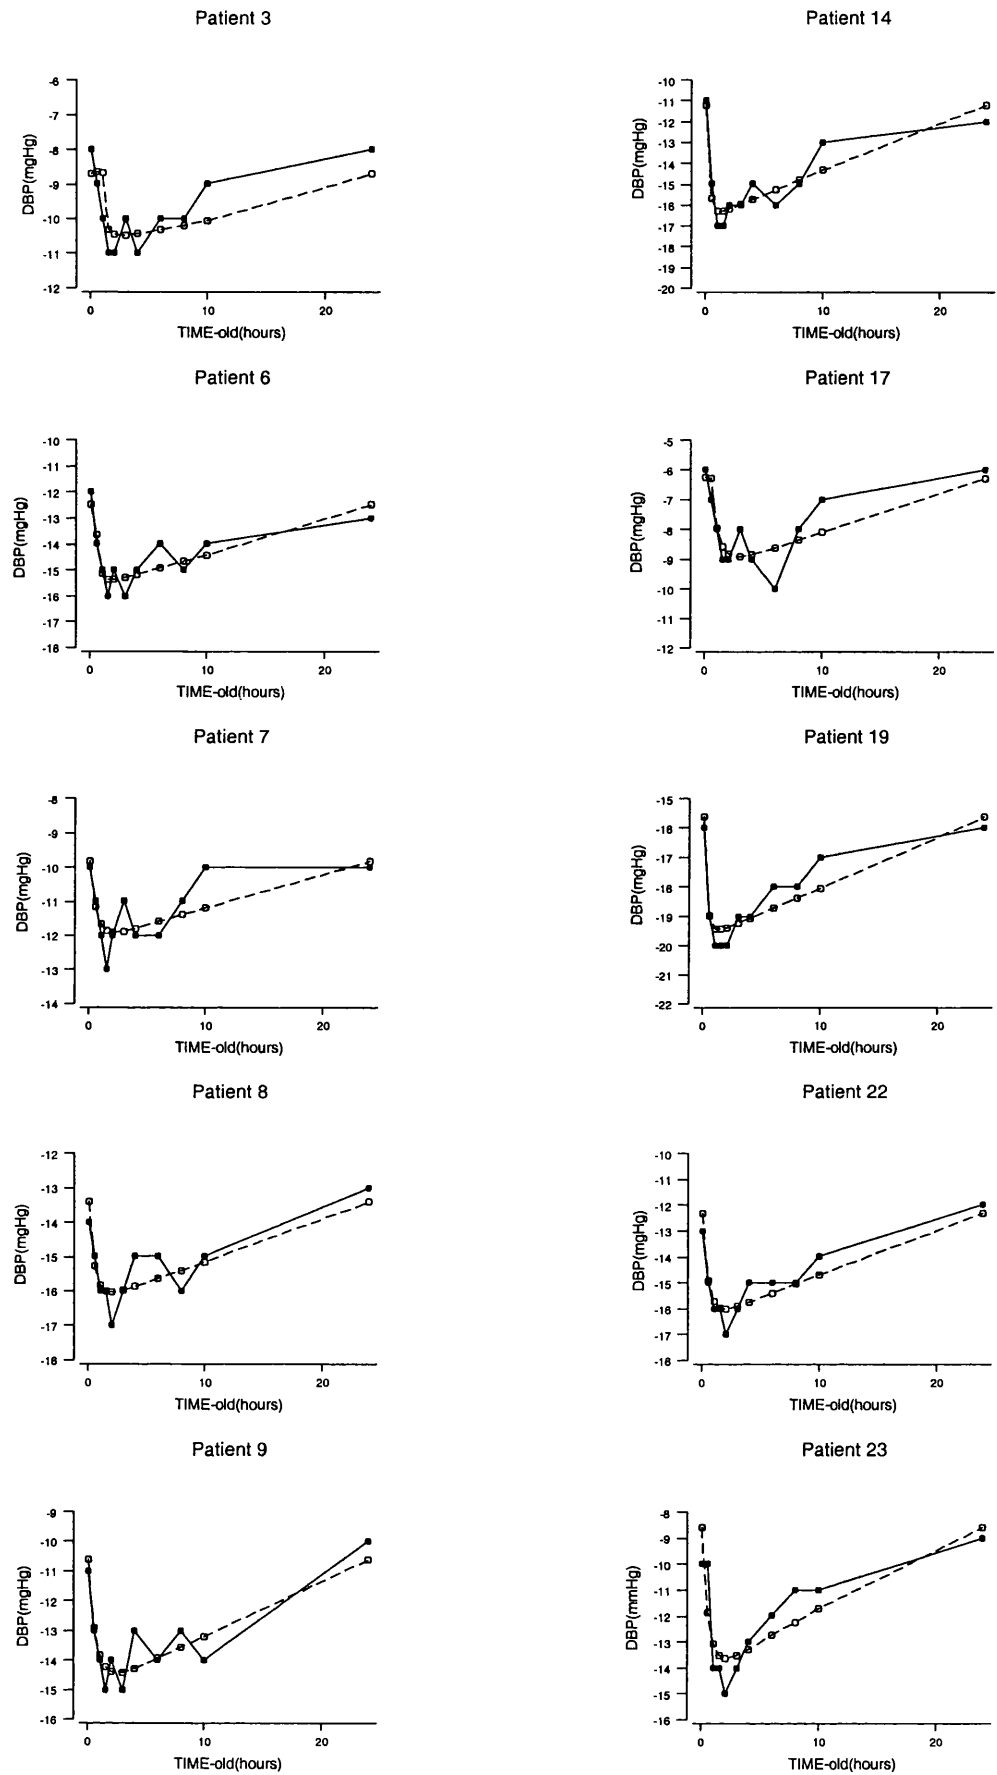 Patient 3
-6
-7
-8
-9
-10
-11
-12
DBP(mgHg)
0 10 20
TIME-old(hours)
Patient 14
-10
-11
-12
-13
-14
-15
-16
-17
-18
-19
-20
DBP(mgHg)
0 10 20
TIME-old(hours)
Patient 6
-10
-11
-12
-13
-14
-15
-16
-17
-18
DBP(mgHg)
0 10 20
TIME-old(hours)
Patient 17
-5
-6
-7
-8
-9
-10
-11
-12
DBP(mgHg)
0 10 20
TIME-old(hours)
Patient 7
-8
-9
-10
-11
-12
-13
-14
DBP(mgHg)
0 10 20
TIME-old(hours)
Patient 19
-15
-16
-17
-18
-19
-20
-21
-22
DBP(mgHg)
0 10 20
TIME-old(hours)
Patient 8
-12
-13
-14
-15
-16
-17
-18
DBP(mgHg)
0 10 20
TIME-old(hours)
Patient 22
-10
-11
-12
-13
-14
-15
-16
-17
-18
DBP(mgHg)
0 10 20
TIME-old(hours)
Patient 9
-9
-10
-11
-12
-13
-14
-15
-16
DBP(mgHg)
0 10 20
TIME-old(hours)
Patient 23
-8
-9
-10
-11
-12
-13
-14
-15
-16
DBP(mmHg)
0 10 20
TIME-old(hours)